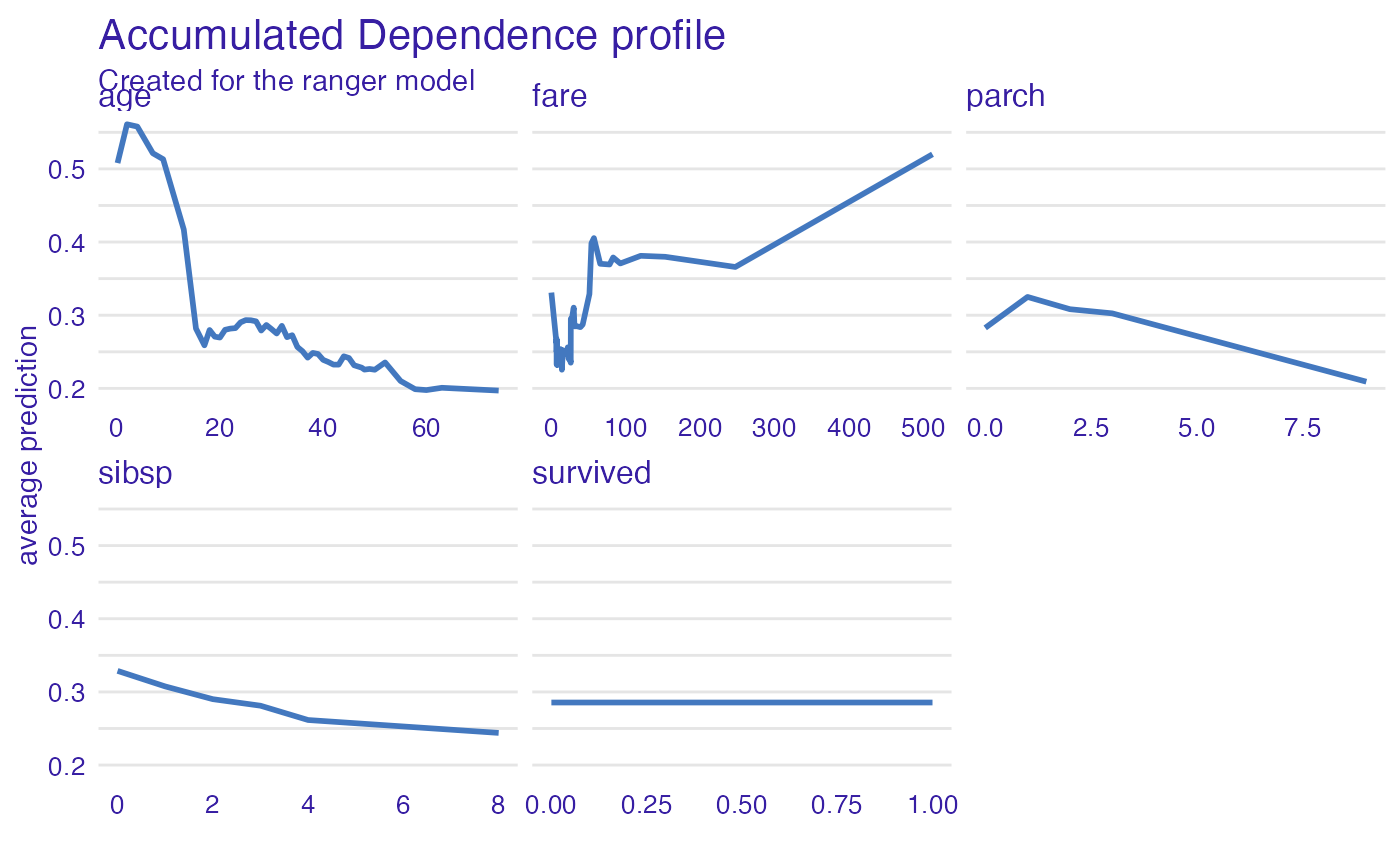 Accumulated Dependence profile
Created for the ranger model
age
fare
parch
average prediction
0.5
0.4
0.3
0.2
0 20 40 60
0 100 200 300 400 500
0.0 2.5 5.0 7.5
sibsp
survived
0.5
0.4
0.3
0.2
0 2 4 6 8
0.00 0.25 0.50 0.75 1.00